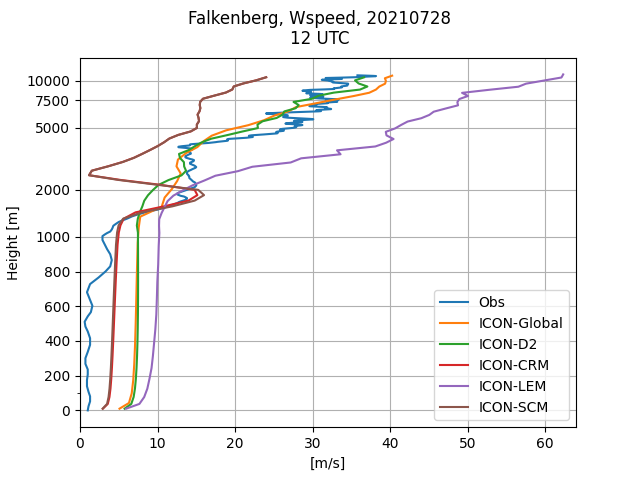 Falkenberg, Wspeed, 20210728
12 UTC
10000
7500
5000
2000
1000
800
600
400
200
0
Height [m]
Obs
ICON-Global
ICON-D2
ICON-CRM
ICON-LEM
ICON-SCM
0 10 20 30 40 50 60
[m/s]